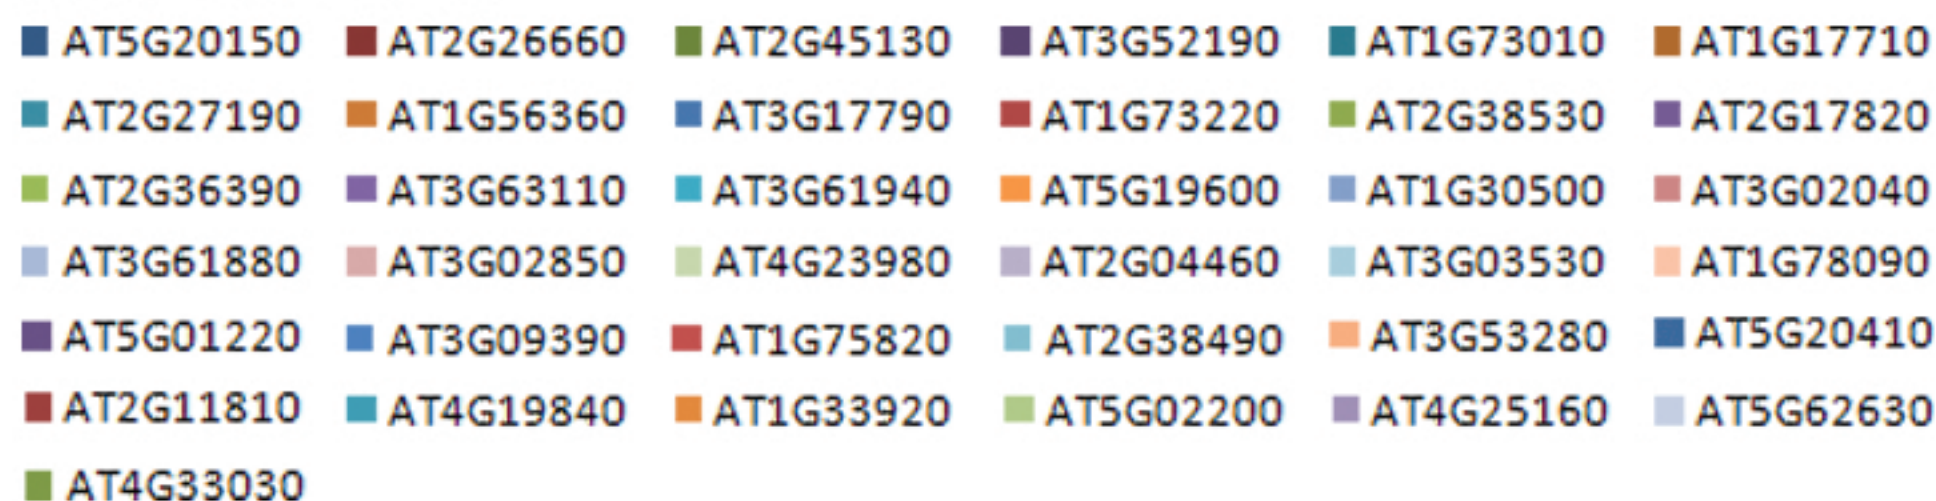 AT5G20150 AT2G26660 AT2G45130 AT3G52190 AT1G73010 AT1G17710
AT2G27190 AT1G56360 AT3G17790 AT1G73220 AT2G38530 AT2G17820
AT2G36390 AT3G63110 AT3G61940 AT5G19600 AT1G30500 AT3G02040
AT3G61880 AT3G02850 AT4G23980 AT2G04460 AT3G03530 AT1G78090
AT5G01220 AT3G09390 AT1G75820 AT2G38490 AT3G53280 AT5G20410
AT2G11810 AT4G19840 AT1G33920 AT5G02200 AT4G25160 AT5G62630
AT4G33030